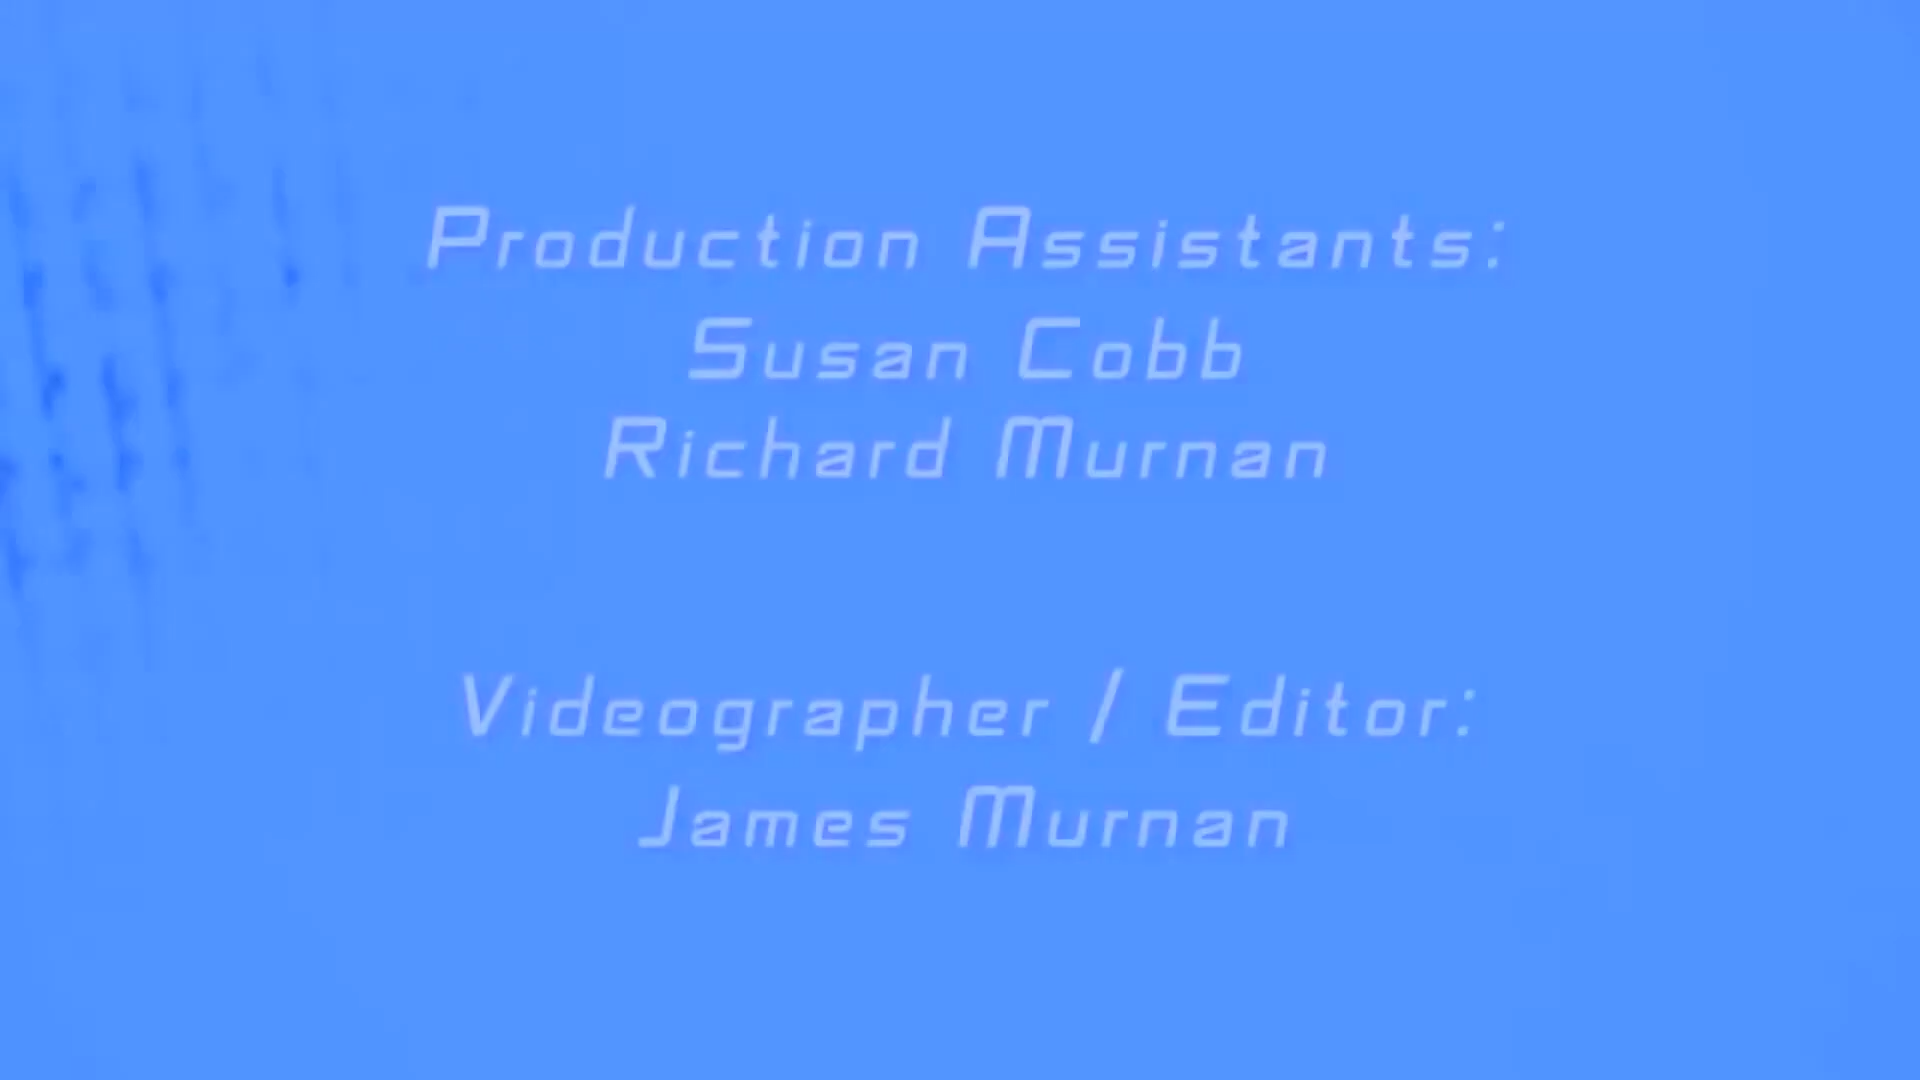 Production Assistants:
Susan Cobb
Richard Murnan
Videographer / Editor:
James Murnan